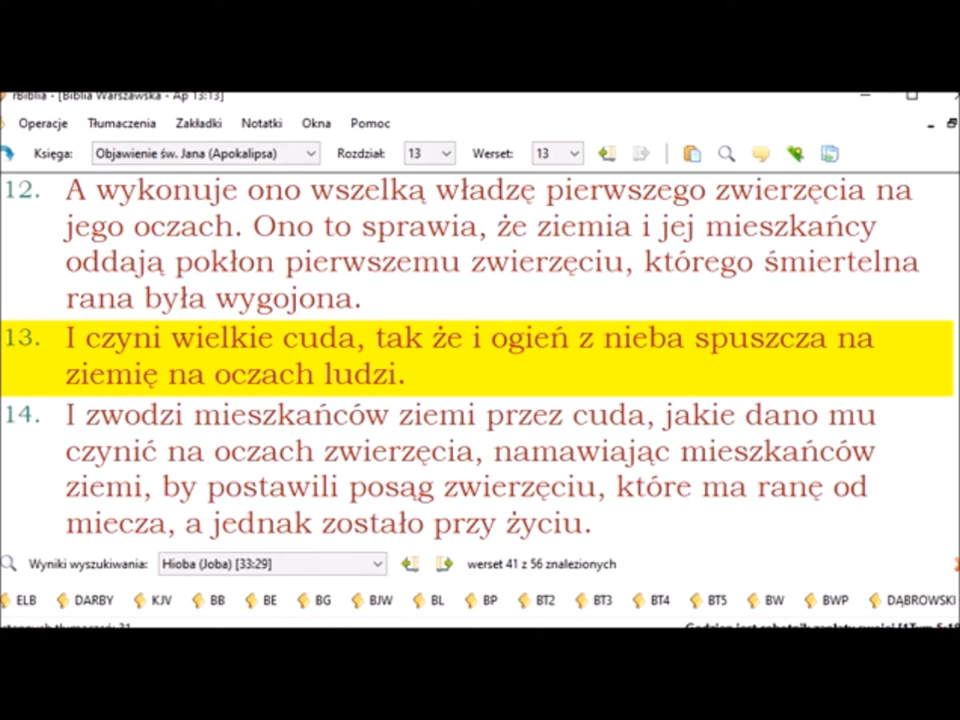 rBiblia - [Biblia Warszawska - Ap 13:13]
Operacje Tłumaczenia Zakładki Notatki Okna Pomoc
Księga: Objawienie św. Jana (Apokalipsa) Rozdział: 13 Werset: 13
12. A wykonuje ono wszelką władzę pierwszego zwierzęcia na
jego oczach. Ono to sprawia, że ziemia i jej mieszkańcy
oddają pokłon pierwszemu zwierzęciu, którego śmiertelna
rana była wygojona.
13. I czyni wielkie cuda, tak że i ogień z nieba spuszcza na
ziemię na oczach ludzi.
14. I zwodzi mieszkańców ziemi przez cuda, jakie dano mu
czynić na oczach zwierzęcia, namawiając mieszkańców
ziemi, by postawili posąg zwierzęciu, które ma ranę od
miecza, a jednak zostało przy życiu.
Wyniki wyszukiwania: Hioba (Joba) [33:29] werset 41 z 56 znalezionych
ELB DARBY KJV BB BE BG BJW BL BP BT2 BT3 BT4 BT5 BW BWP DĄBROWSKI